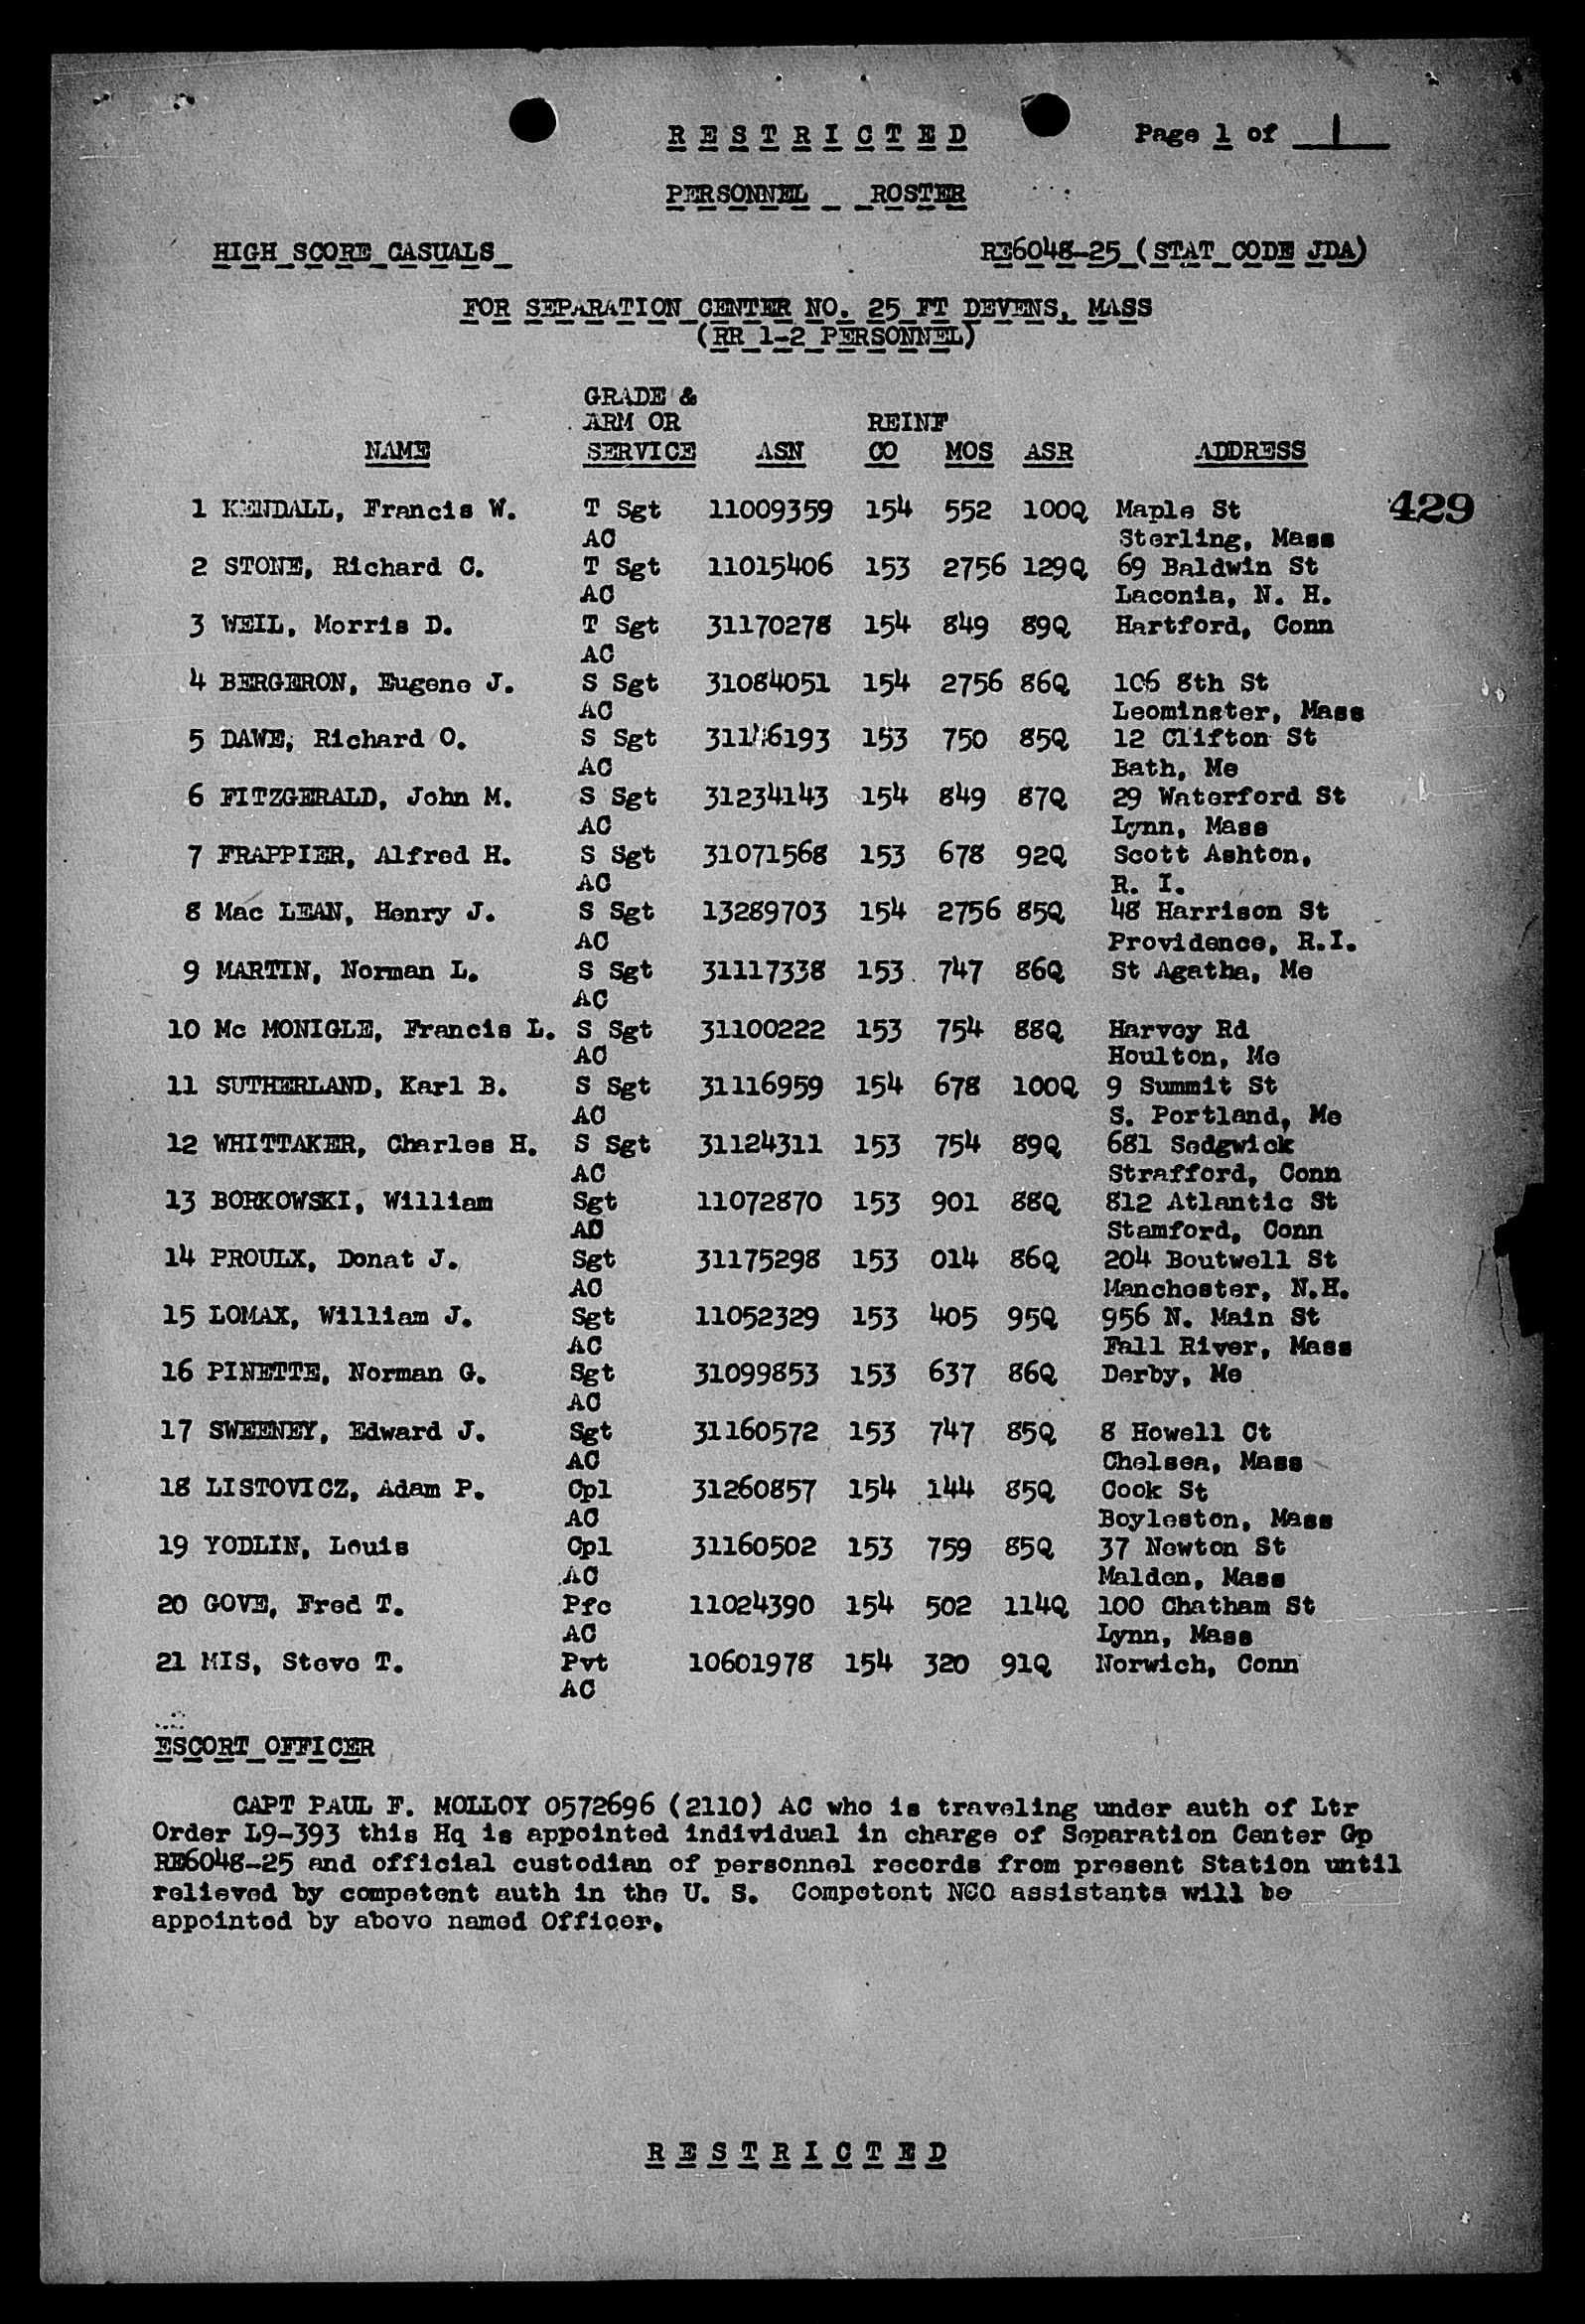 RESTRICTED Page 1 of 1
PERSONNEL ROSTER
HIGH SCORE CASUALS RE6048-25 (STAT CODE JDA)
FOR SEPARATION CENTER NO. 25 FT DEVENS, MASS
(RR 1-2 PERSONNEL)
GRADE &
ARM OR REINF
NAME SERVICE ASN CO MOS ASR ADDRESS
1 KENDALL, Francis W. T Sgt 11009359 154 552 100Q Maple St 429
AC Sterling, Mass
2 STONE, Richard C. T Sgt 11015406 153 2756 129Q 69 Baldwin St
AC Laconia, N. H.
3 WEIL, Morris D. T Sgt 31170278 154 849 89Q Hartford, Conn
AC
4 BERGERON, Eugene J. S Sgt 31084051 154 2756 86Q 106 8th St
AC Leominster, Mass
5 DAWE, Richard O. S Sgt 153 750 85Q 12 Clifton St
AC Bath, Me
6 FITZGERALD, John M. S Sgt 31234143 154 849 87Q 29 Waterford St
AC Lynn, Mass
7 FRAPPIER, Alfred H. S Sgt 31071568 153 678 92Q Scott Ashton,
AC R. I.
8 Mac LEAN, Henry J. S Sgt 13289703 154 2756 85Q 48 Harrison St
AC Providence, R.I.
9 MARTIN, Norman L. S Sgt 31117338 153 747 86Q St Agatha, Me
AC
10 Mc MONIGLE, Francis L. S Sgt 31100222 153 754 88Q Harvey Rd
AC Houlton, Me
11 SUTHERLAND, Karl B. S Sgt 31116959 154 678 100Q 9 Summit St
AC S. Portland, Me
12 WHITTAKER, Charles H. S Sgt 31124311 153 754 89Q 681 Sedgwick
AC Strafford, Conn
13 BORKOWSKI, William Sgt 11072870 153 901 88Q 812 Atlantic St
AC Stamford, Conn
14 PROULX, Donat J. Sgt 31175298 153 014 86Q 204 Boutwell St
AC Manchester, N.H.
15 LOMAX, William J. Sgt 11052329 153 405 95Q 956 N. Main St
AC Fall River, Mass
16 PINETTE, Norman G. Sgt 31099853 153 637 86Q Derby, Me
AC
17 SWEENEY, Edward J. Sgt 31160572 153 747 85Q 8 Howell Ct
AC Chelsea, Mass
18 LISTOVICZ, Adam P. Cpl 31260857 154 144 85Q Cook St
AC Boyleston, Mass
19 YODLIN, Louis Cpl 31160502 153 759 85Q 37 Newton St
AC Malden, Mass
20 GOVE, Fred T. Pfc 11024390 154 502 114Q 100 Chatham St
AC Lynn, Mass
21 MIS, Steve T. Pvt 10601978 154 320 91Q Norwich, Conn
AC
ESCORT OFFICER
CAPT PAUL F. MOLLOY 0572696 (2110) AC who is traveling under auth of Ltr
Order L9-393 this Hq is appointed individual in charge of Separation Center Gp
RE6048-25 and official custodian of personnel records from present Station until
relieved by competent auth in the U. S. Competent NCO assistants will be
appointed by above named Officer.
RESTRICTED